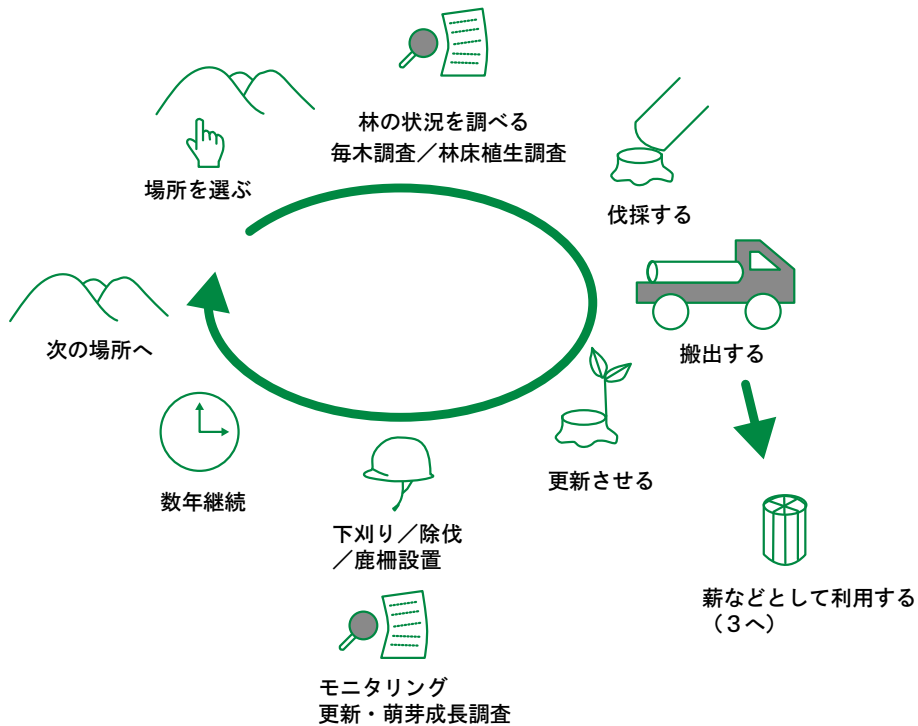 場所を選ぶ
林の状況を調べる
毎木調査／林床植生調査
伐採する
搬出する
薪などとして利用する
（３へ）
更新させる
下刈り／除伐
／鹿柵設置
モニタリング
更新・萌芽成長調査
数年継続
次の場所へ